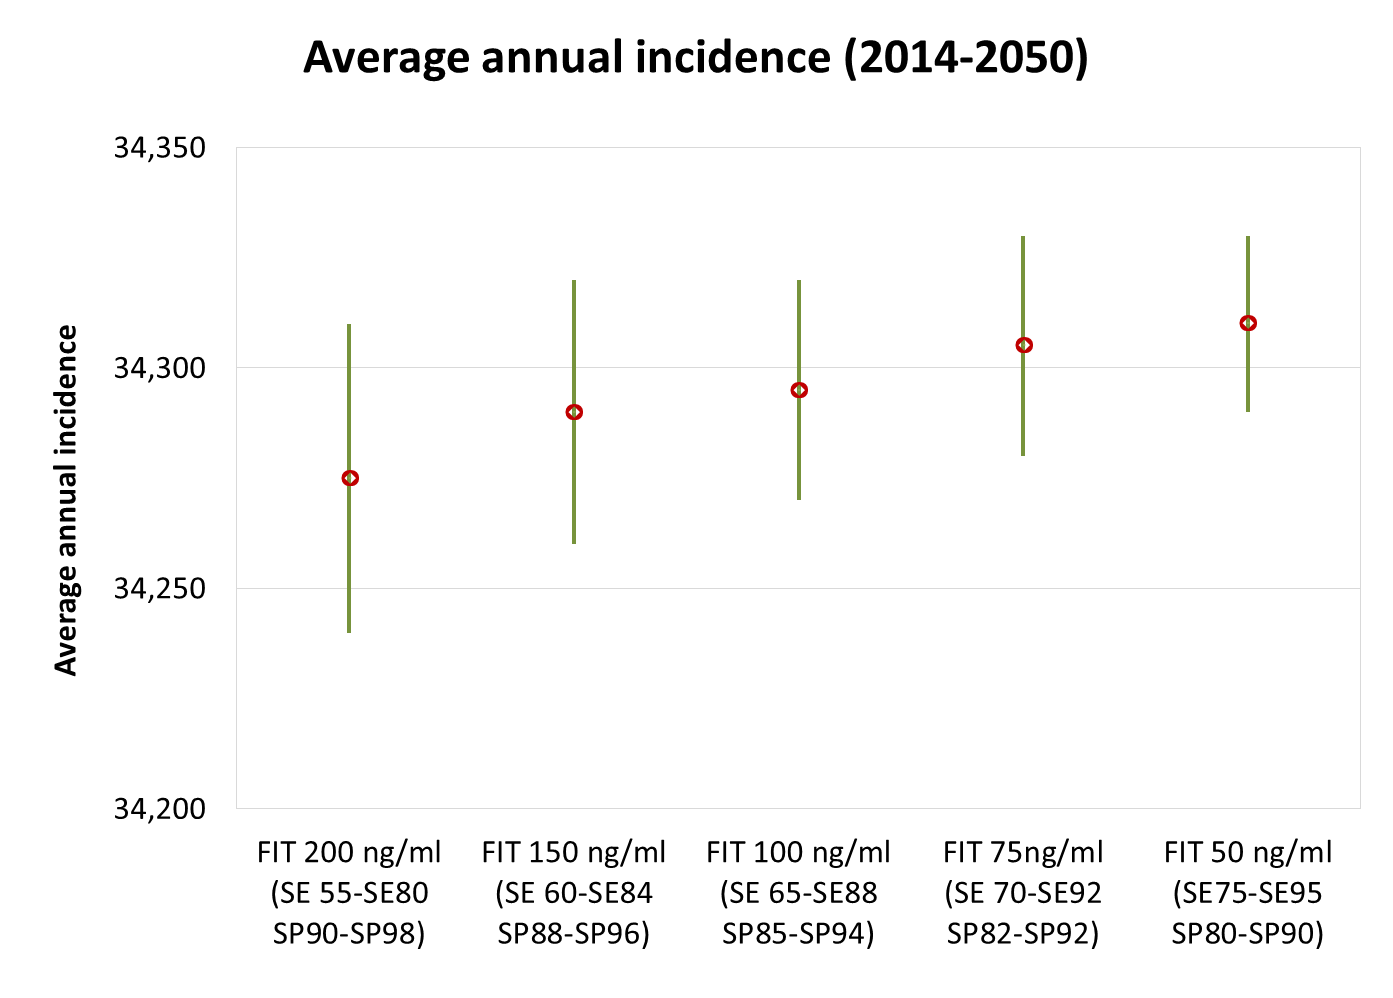 Average annual incidence (2014-2050)
Average annual incidence
34,350
34,300
34,250
34,200
FIT 200 ng/ml
(SE 55-SE80
SP90-SP98)
FIT 150 ng/ml
(SE 60-SE84
SP88-SP96)
FIT 100 ng/ml
(SE 65-SE88
SP85-SP94)
FIT 75ng/ml
(SE 70-SE92
SP82-SP92)
FIT 50 ng/ml
(SE75-SE95
SP80-SP90)